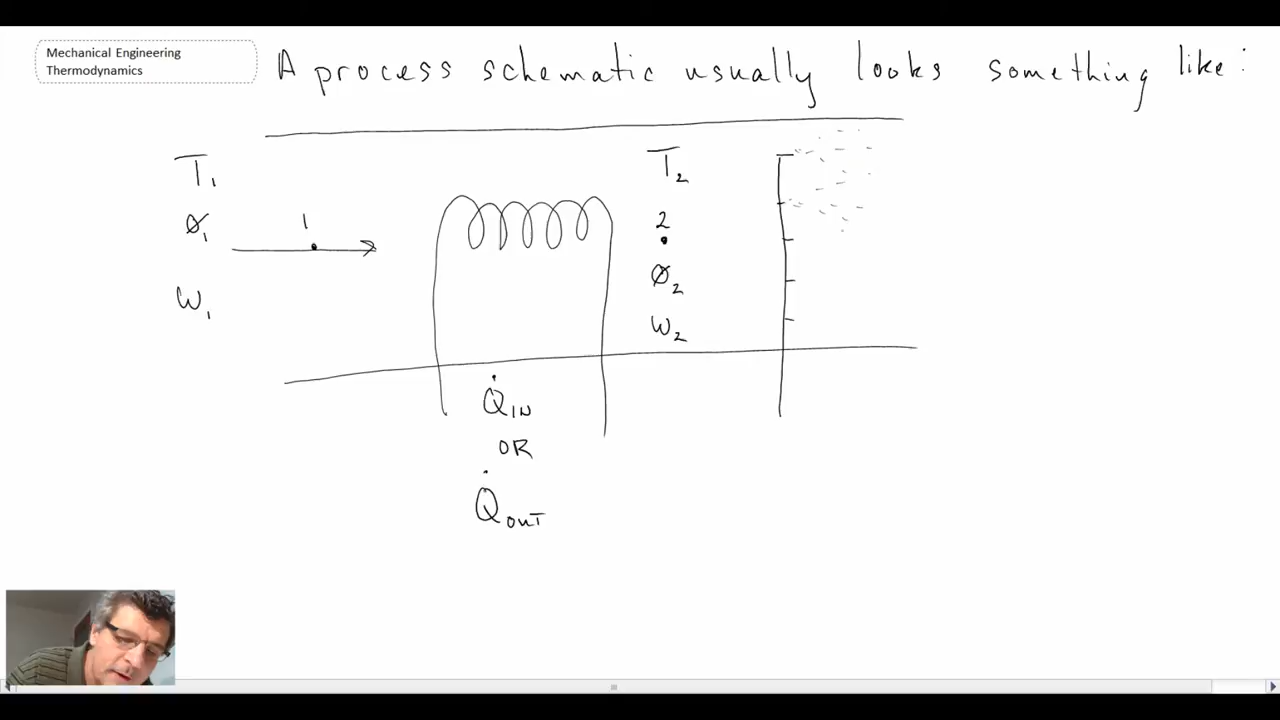 Mechanical Engineering
Thermodynamics
A process schematic usually looks something like:
T₁
T₂
Ø₁
1
2
Ø₂
W₁
W₂
Q̇IN
OR
Q̇OUT